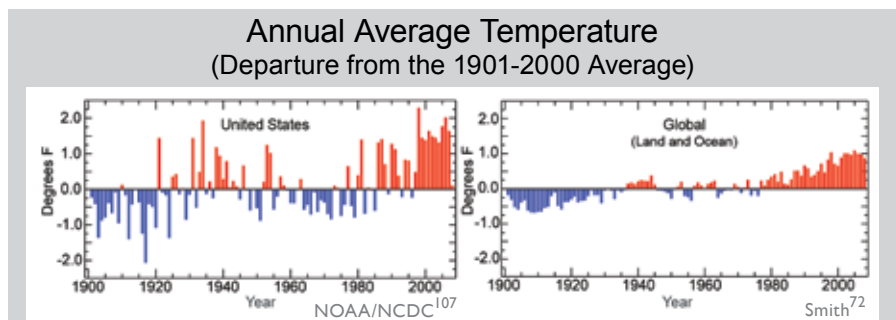 Annual Average Temperature
(Departure from the 1901-2000 Average)
United States
Degrees F
2.0
1.0
0.0
-1.0
-2.0
1900 1920 1940 1960 1980 2000
Year
NOAA/NCDC107
Global
(Land and Ocean)
Degrees F
2.0
1.0
0.0
-1.0
-2.0
1900 1920 1940 1960 1980 2000
Year
Smith72